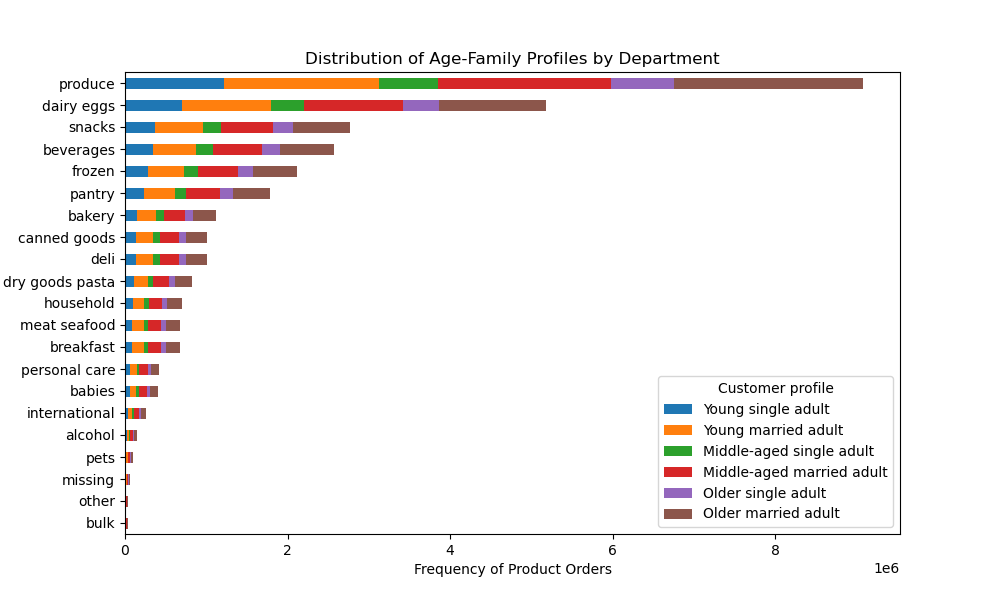 Distribution of Age-Family Profiles by Department
produce
dairy eggs
snacks
beverages
frozen
pantry
bakery
canned goods
deli
dry goods pasta
household
meat seafood
breakfast
personal care
babies
international
alcohol
pets
missing
other
bulk
Customer profile
Young single adult
Young married adult
Middle-aged single adult
Middle-aged married adult
Older single adult
Older married adult
0 2 4 6 8
1e6
Frequency of Product Orders